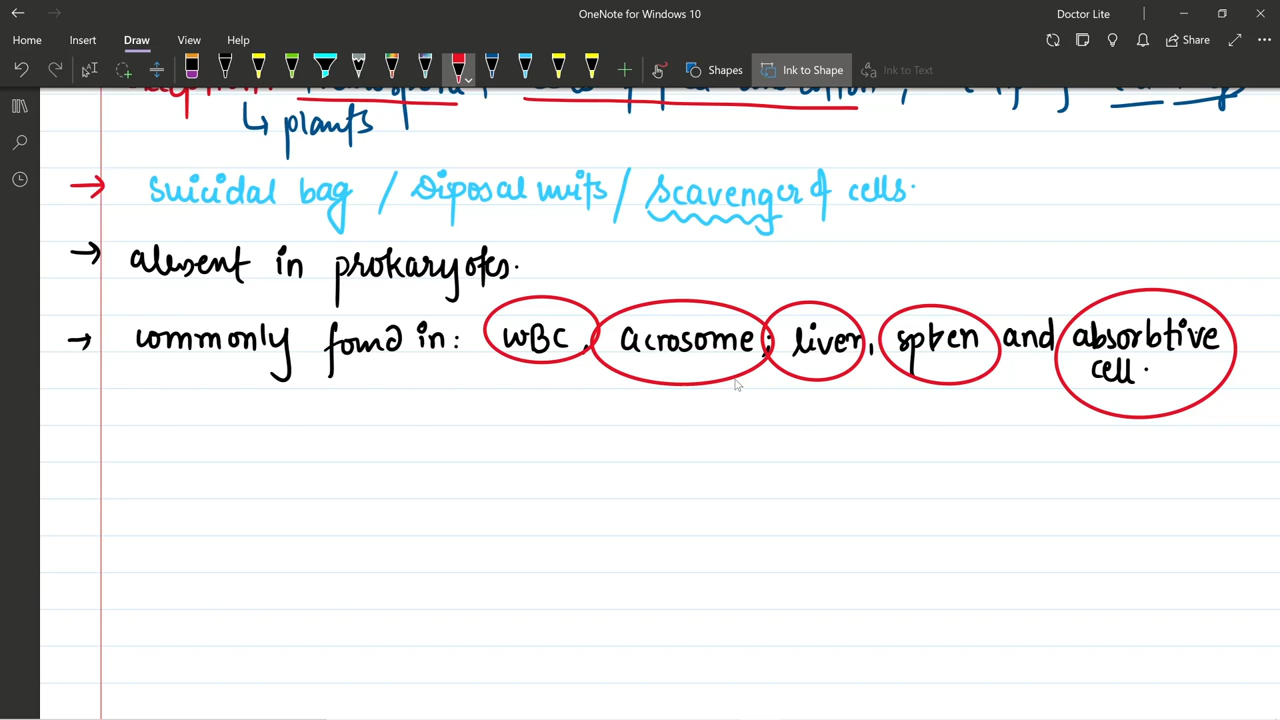 OneNote for Windows 10
Doctor Lite
Home Insert Draw View Help
Share
Shapes Ink to Shape Ink to Text
↳ plants
→ suicidal bag / Disposal units / scavenger of cells.
→ absent in prokaryotes.
→ commonly found in: WBC, acrosome; liver, spleen and absorbtive
cell.